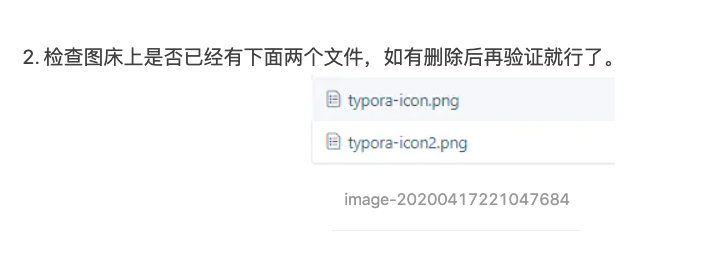 2. 检查图床上是否已经有下面两个文件，如有删除后再验证就行了。
typora-icon.png
typora-icon2.png
image-20200417221047684